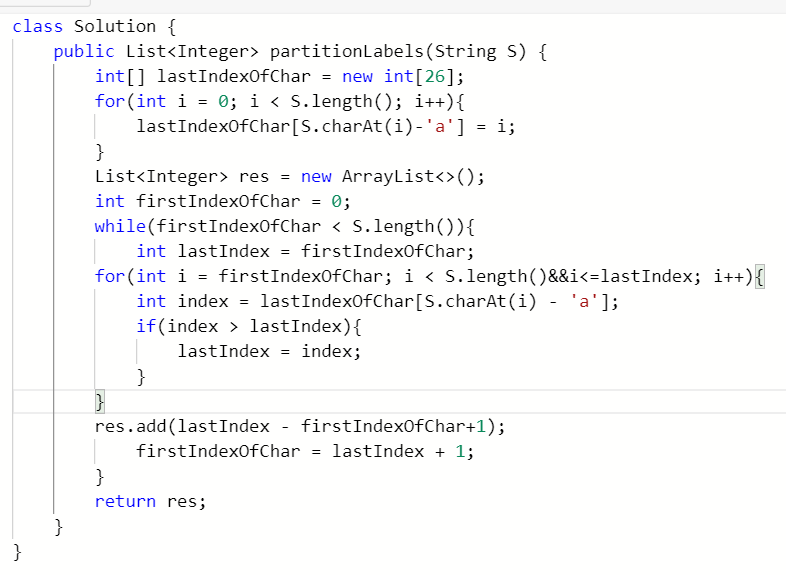 class Solution {
    public List<Integer> partitionLabels(String S) {
        int[] lastIndexOfChar = new int[26];
        for(int i = 0; i < S.length(); i++){
            lastIndexOfChar[S.charAt(i)-'a'] = i;
        }
        List<Integer> res = new ArrayList<>();
        int firstIndexOfChar = 0;
        while(firstIndexOfChar < S.length()){
            int lastIndex = firstIndexOfChar;
        for(int i = firstIndexOfChar; i < S.length()&&i<=lastIndex; i++){
            int index = lastIndexOfChar[S.charAt(i) - 'a'];
            if(index > lastIndex){
                lastIndex = index;
            }
        }
        res.add(lastIndex - firstIndexOfChar+1);
            firstIndexOfChar = lastIndex + 1;
        }
        return res;
    }
}